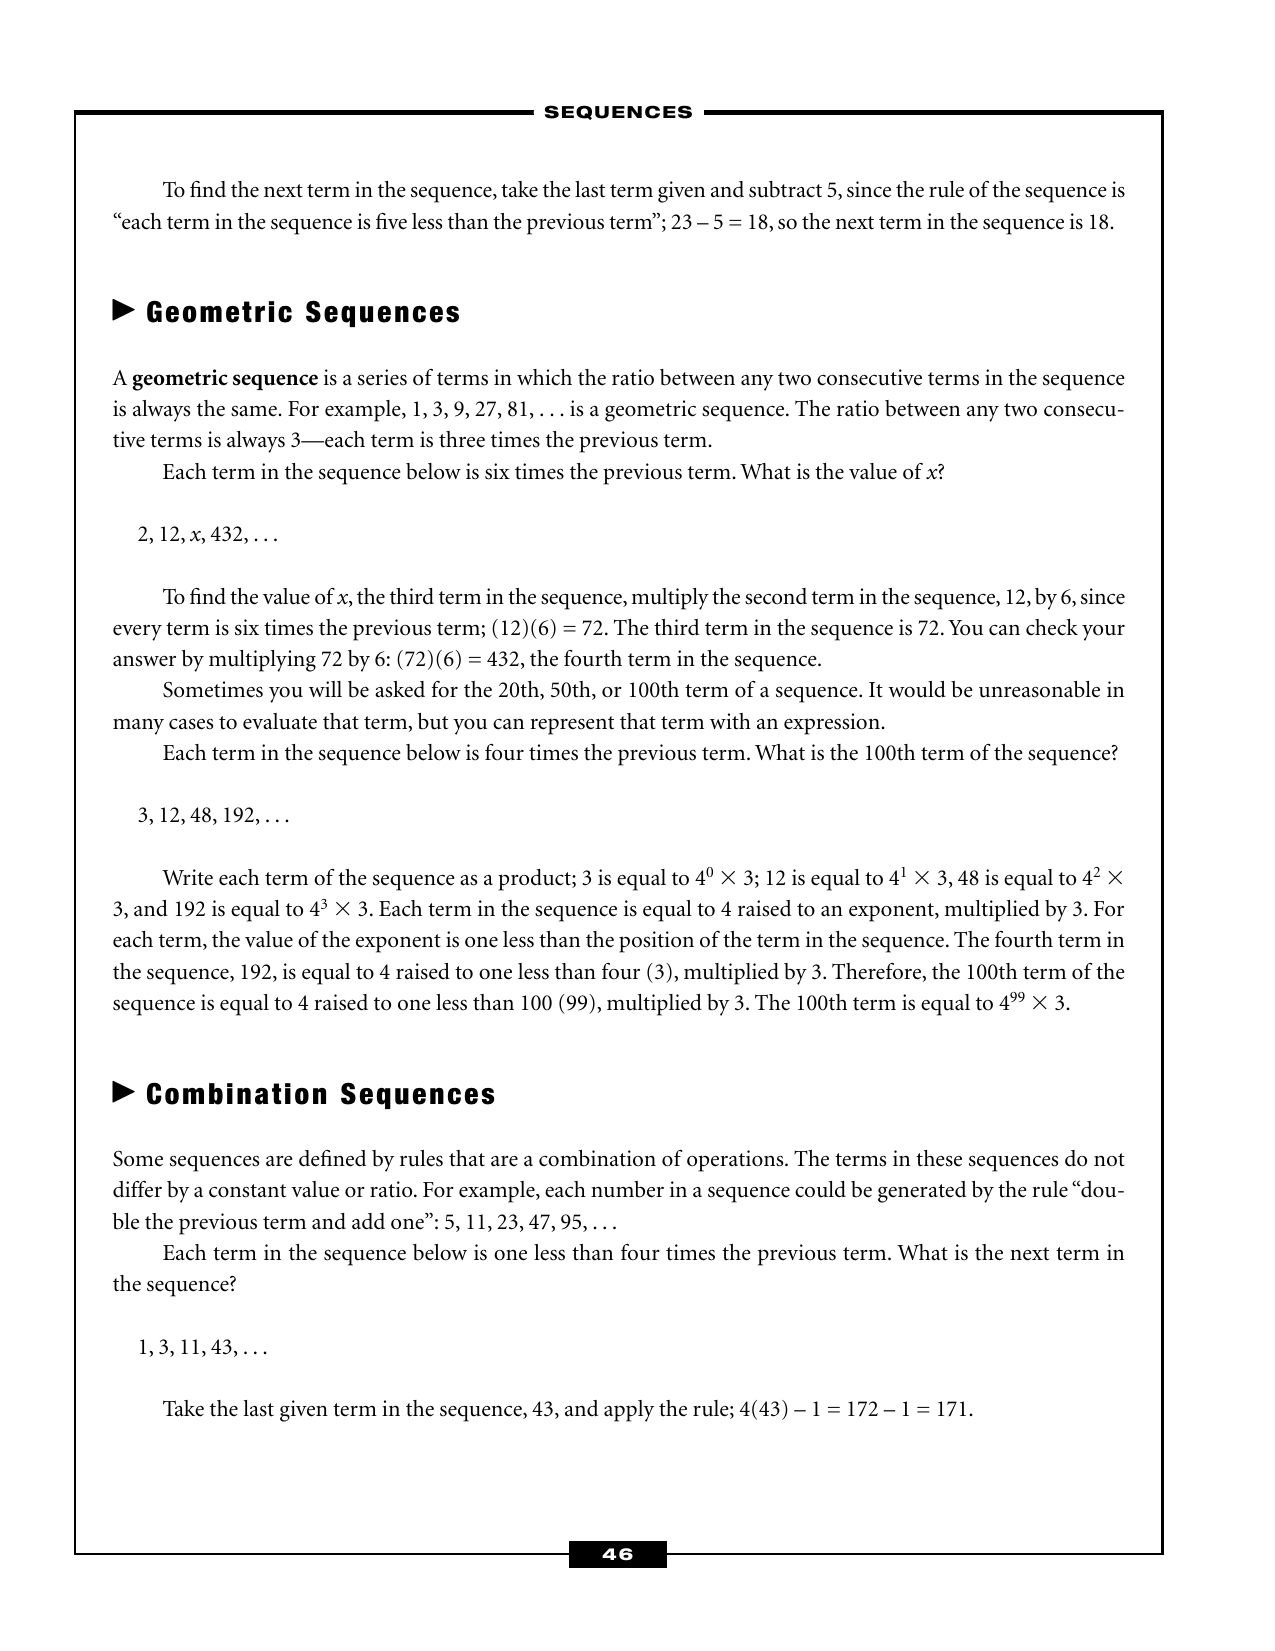 SEQUENCES
To find the next term in the sequence, take the last term given and subtract 5, since the rule of the sequence is
“each term in the sequence is five less than the previous term”; 23 – 5 = 18, so the next term in the sequence is 18.
Geometric Sequences
A geometric sequence is a series of terms in which the ratio between any two consecutive terms in the sequence
is always the same. For example, 1, 3, 9, 27, 81, . . . is a geometric sequence. The ratio between any two consecu-
tive terms is always 3—each term is three times the previous term.
Each term in the sequence below is six times the previous term. What is the value of x?
2, 12, x, 432, . . .
To find the value of x, the third term in the sequence, multiply the second term in the sequence, 12, by 6, since
every term is six times the previous term; (12)(6) = 72. The third term in the sequence is 72. You can check your
answer by multiplying 72 by 6: (72)(6) = 432, the fourth term in the sequence.
Sometimes you will be asked for the 20th, 50th, or 100th term of a sequence. It would be unreasonable in
many cases to evaluate that term, but you can represent that term with an expression.
Each term in the sequence below is four times the previous term. What is the 100th term of the sequence?
3, 12, 48, 192, . . .
Write each term of the sequence as a product; 3 is equal to 4⁰ × 3; 12 is equal to 4¹ × 3, 48 is equal to 4² ×
3, and 192 is equal to 4³ × 3. Each term in the sequence is equal to 4 raised to an exponent, multiplied by 3. For
each term, the value of the exponent is one less than the position of the term in the sequence. The fourth term in
the sequence, 192, is equal to 4 raised to one less than four (3), multiplied by 3. Therefore, the 100th term of the
sequence is equal to 4 raised to one less than 100 (99), multiplied by 3. The 100th term is equal to 4⁹⁹ × 3.
Combination Sequences
Some sequences are defined by rules that are a combination of operations. The terms in these sequences do not
differ by a constant value or ratio. For example, each number in a sequence could be generated by the rule “dou-
ble the previous term and add one”: 5, 11, 23, 47, 95, . . .
Each term in the sequence below is one less than four times the previous term. What is the next term in
the sequence?
1, 3, 11, 43, . . .
Take the last given term in the sequence, 43, and apply the rule; 4(43) – 1 = 172 – 1 = 171.
46